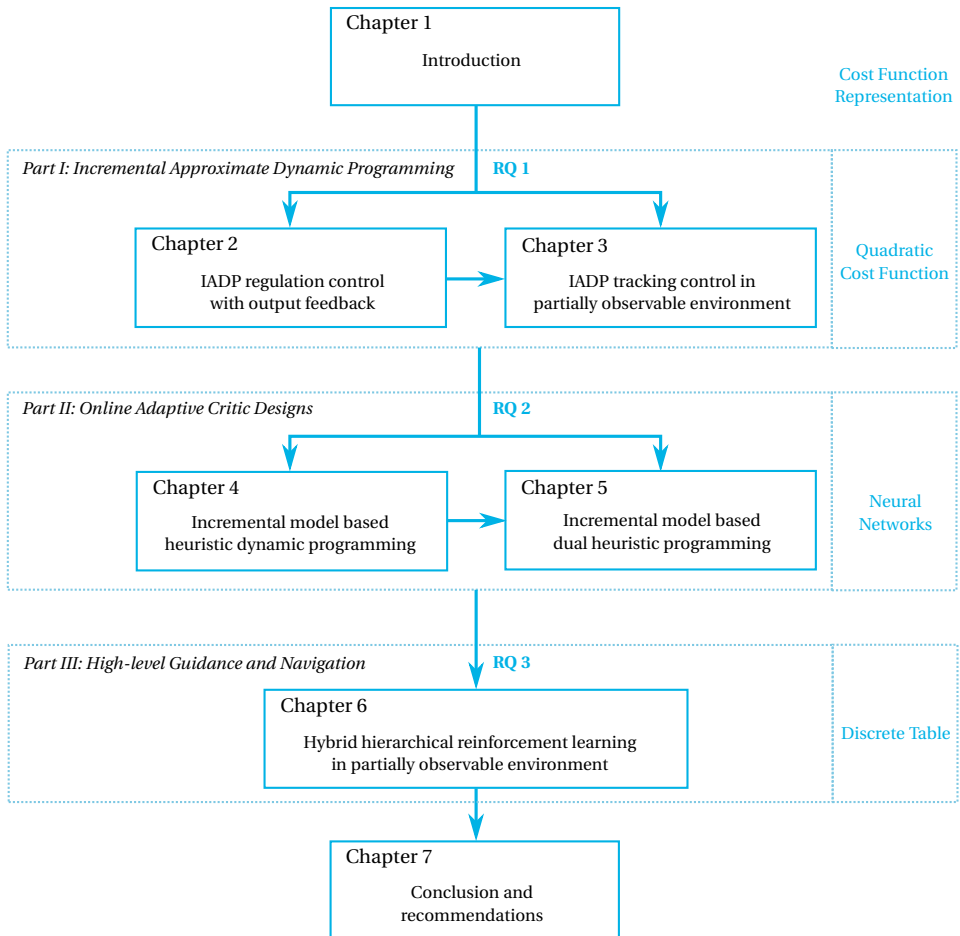 Chapter 1
Introduction
Cost Function
Representation
Part I: Incremental Approximate Dynamic Programming
RQ 1
Chapter 2
IADP regulation control
with output feedback
Chapter 3
IADP tracking control in
partially observable environment
Quadratic
Cost Function
Part II: Online Adaptive Critic Designs
RQ 2
Chapter 4
Incremental model based
heuristic dynamic programming
Chapter 5
Incremental model based
dual heuristic programming
Neural
Networks
Part III: High-level Guidance and Navigation
RQ 3
Chapter 6
Hybrid hierarchical reinforcement learning
in partially observable environment
Discrete Table
Chapter 7
Conclusion and
recommendations